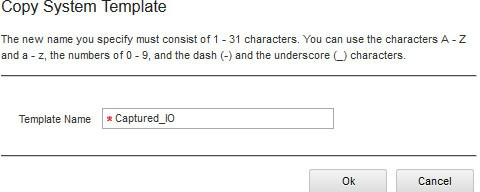 Copy System Template
The new name you specify must consist of 1 - 31 characters. You can use the characters A - Z
and a - z, the numbers of 0 - 9, and the dash (-) and the underscore (_) characters.
Template Name * Captured_IO
Ok Cancel